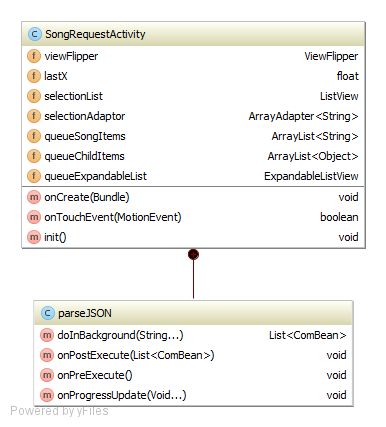 C SongRequestActivity
f viewFlipper ViewFlipper
f lastX float
f selectionList ListView
f selectionAdaptor ArrayAdapter<String>
f queueSongItems ArrayList<String>
f queueChildItems ArrayList<Object>
f queueExpandableList ExpandableListView
m onCreate(Bundle) void
m onTouchEvent(MotionEvent) boolean
m init() void
C parseJSON
m doInBackground(String...) List<ComBean>
m onPostExecute(List<ComBean>) void
m onPreExecute() void
m onProgressUpdate(Void...) void
Powered by yFiles